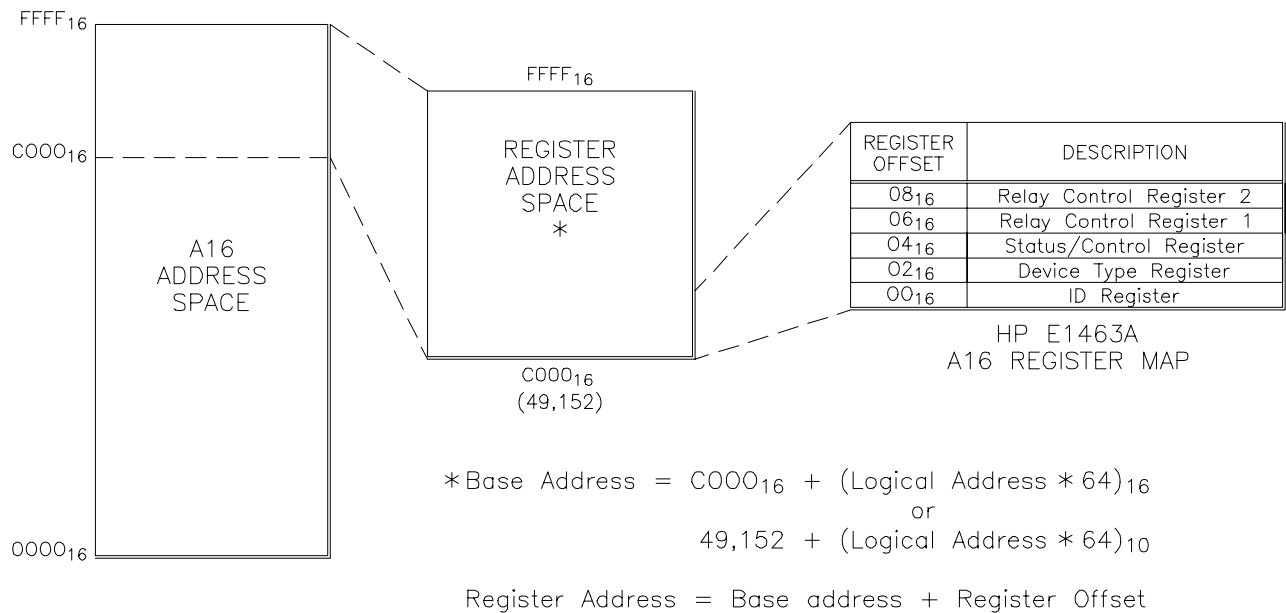 FFFF16
C00016
A16
ADDRESS
SPACE
000016
FFFF16
REGISTER
ADDRESS
SPACE
*
C00016
(49,152)
REGISTER OFFSET DESCRIPTION
0816 Relay Control Register 2
0616 Relay Control Register 1
0416 Status/Control Register
0216 Device Type Register
0016 ID Register
HP E1463A
A16 REGISTER MAP
*Base Address = C00016 + (Logical Address * 64)16
or
49,152 + (Logical Address * 64)10
Register Address = Base address + Register Offset